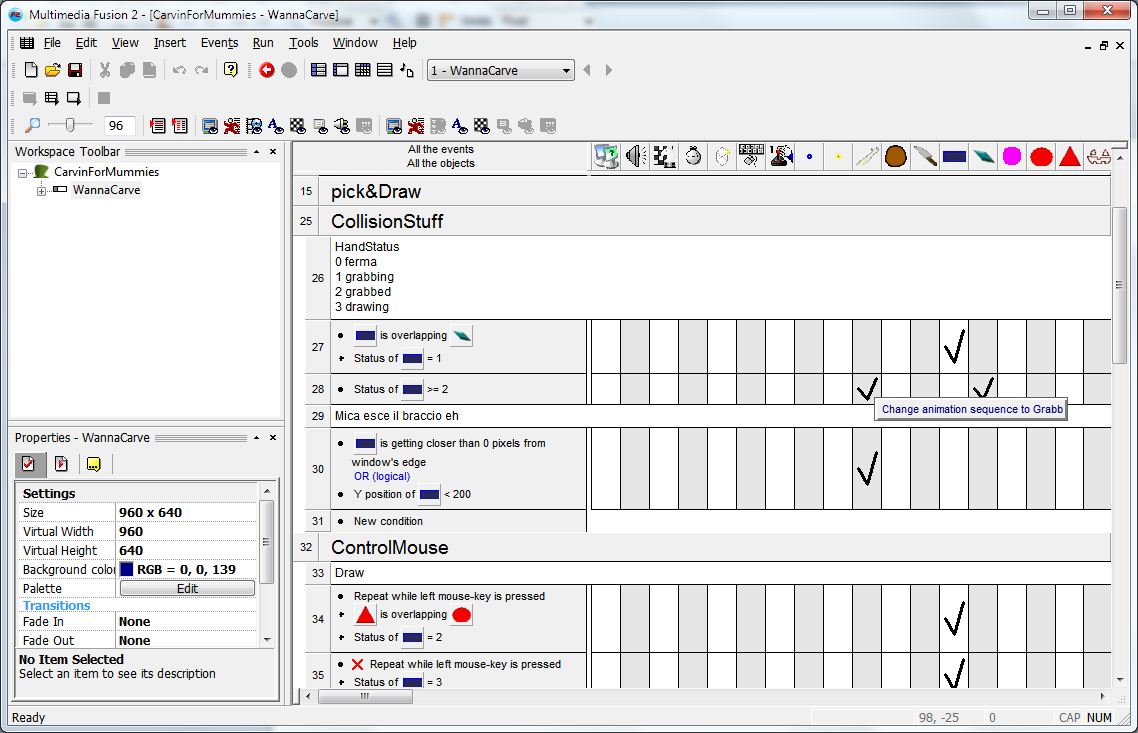 Multimedia Fusion 2 - [CarvinForMummies - WannaCarve]
File Edit View Insert Events Run Tools Window Help
1 - WannaCarve
96
Workspace Toolbar
CarvinForMummies
WannaCarve
All the events
All the objects
15 pick&Draw
25 CollisionStuff
26
HandStatus
0 ferma
1 grabbing
2 grabbed
3 drawing
27
is overlapping
+ Status of = 1
28 • Status of >= 2
Change animation sequence to Grabb
29 Mica esce il braccio eh
30
• is getting closer than 0 pixels from
window's edge
OR (logical)
• Y position of < 200
31 • New condition
32 ControlMouse
33 Draw
34
• Repeat while left mouse-key is pressed
+ is overlapping
+ Status of = 2
35
• X Repeat while left mouse-key is pressed
+ Status of = 3
Properties - WannaCarve
Settings
Size 960 x 640
Virtual Width 960
Virtual Height 640
Background color RGB = 0, 0, 139
Palette Edit
Transitions
Fade In None
Fade Out None
No Item Selected
Select an item to see its description
Ready
98, -25 0 CAP NUM